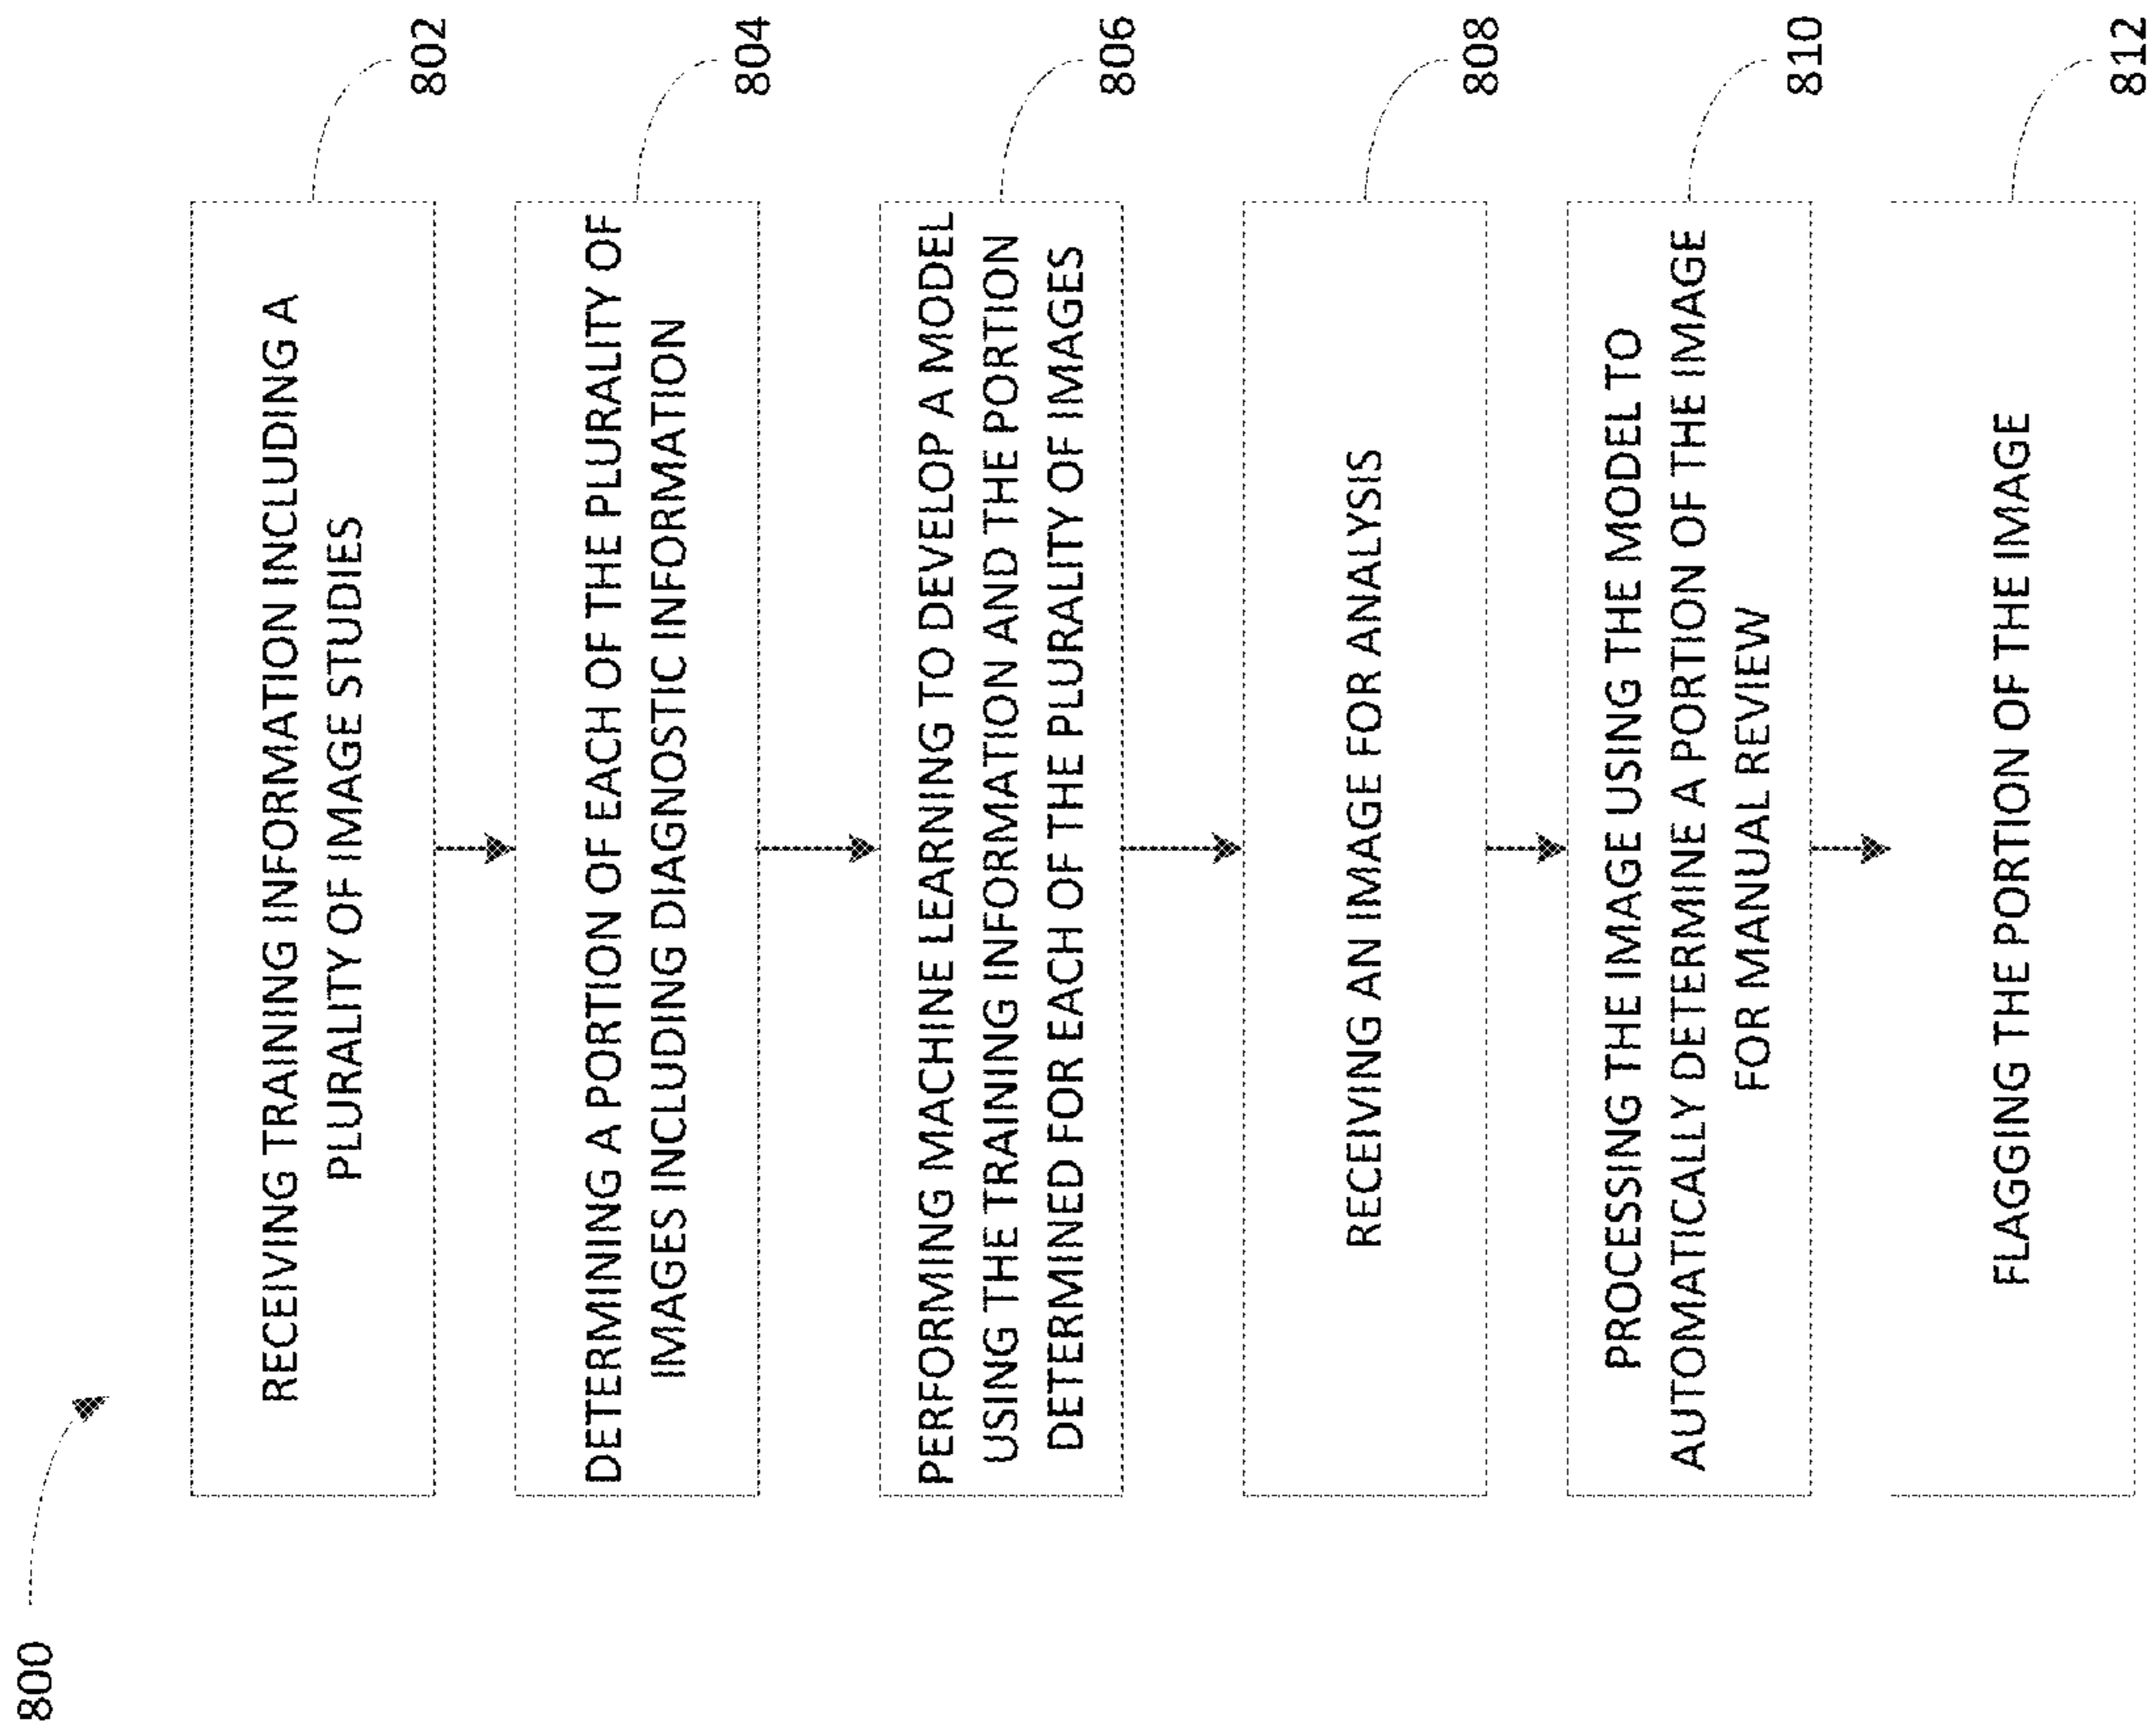 800
RECEIVING TRAINING INFORMATION INCLUDING A
PLURALITY OF IMAGE STUDIES
802
DETERMINING A PORTION OF EACH OF THE PLURALITY OF
IMAGES INCLUDING DIAGNOSTIC INFORMATION
804
PERFORMING MACHINE LEARNING TO DEVELOP A MODEL
USING THE TRAINING INFORMATION AND THE PORTION
DETERMINED FOR EACH OF THE PLURALITY OF IMAGES
806
RECEIVING AN IMAGE FOR ANALYSIS
808
PROCESSING THE IMAGE USING THE MODEL TO
AUTOMATICALLY DETERMINE A PORTION OF THE IMAGE
FOR MANUAL REVIEW
810
FLAGGING THE PORTION OF THE IMAGE
812